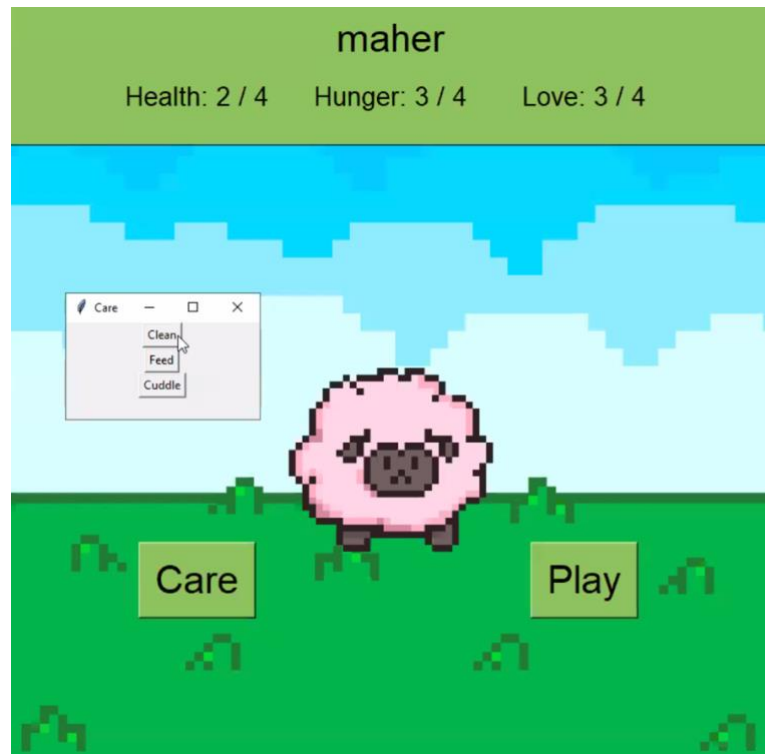 maher
Health: 2 / 4 Hunger: 3 / 4 Love: 3 / 4
Care
Clean
Feed
Cuddle
Care Play